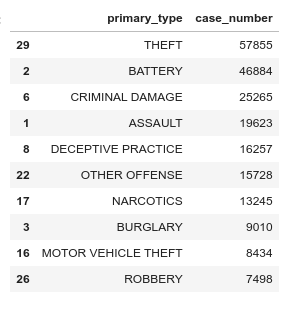 primary_type case_number
29 THEFT 57855
2 BATTERY 46884
6 CRIMINAL DAMAGE 25265
1 ASSAULT 19623
8 DECEPTIVE PRACTICE 16257
22 OTHER OFFENSE 15728
17 NARCOTICS 13245
3 BURGLARY 9010
16 MOTOR VEHICLE THEFT 8434
26 ROBBERY 7498